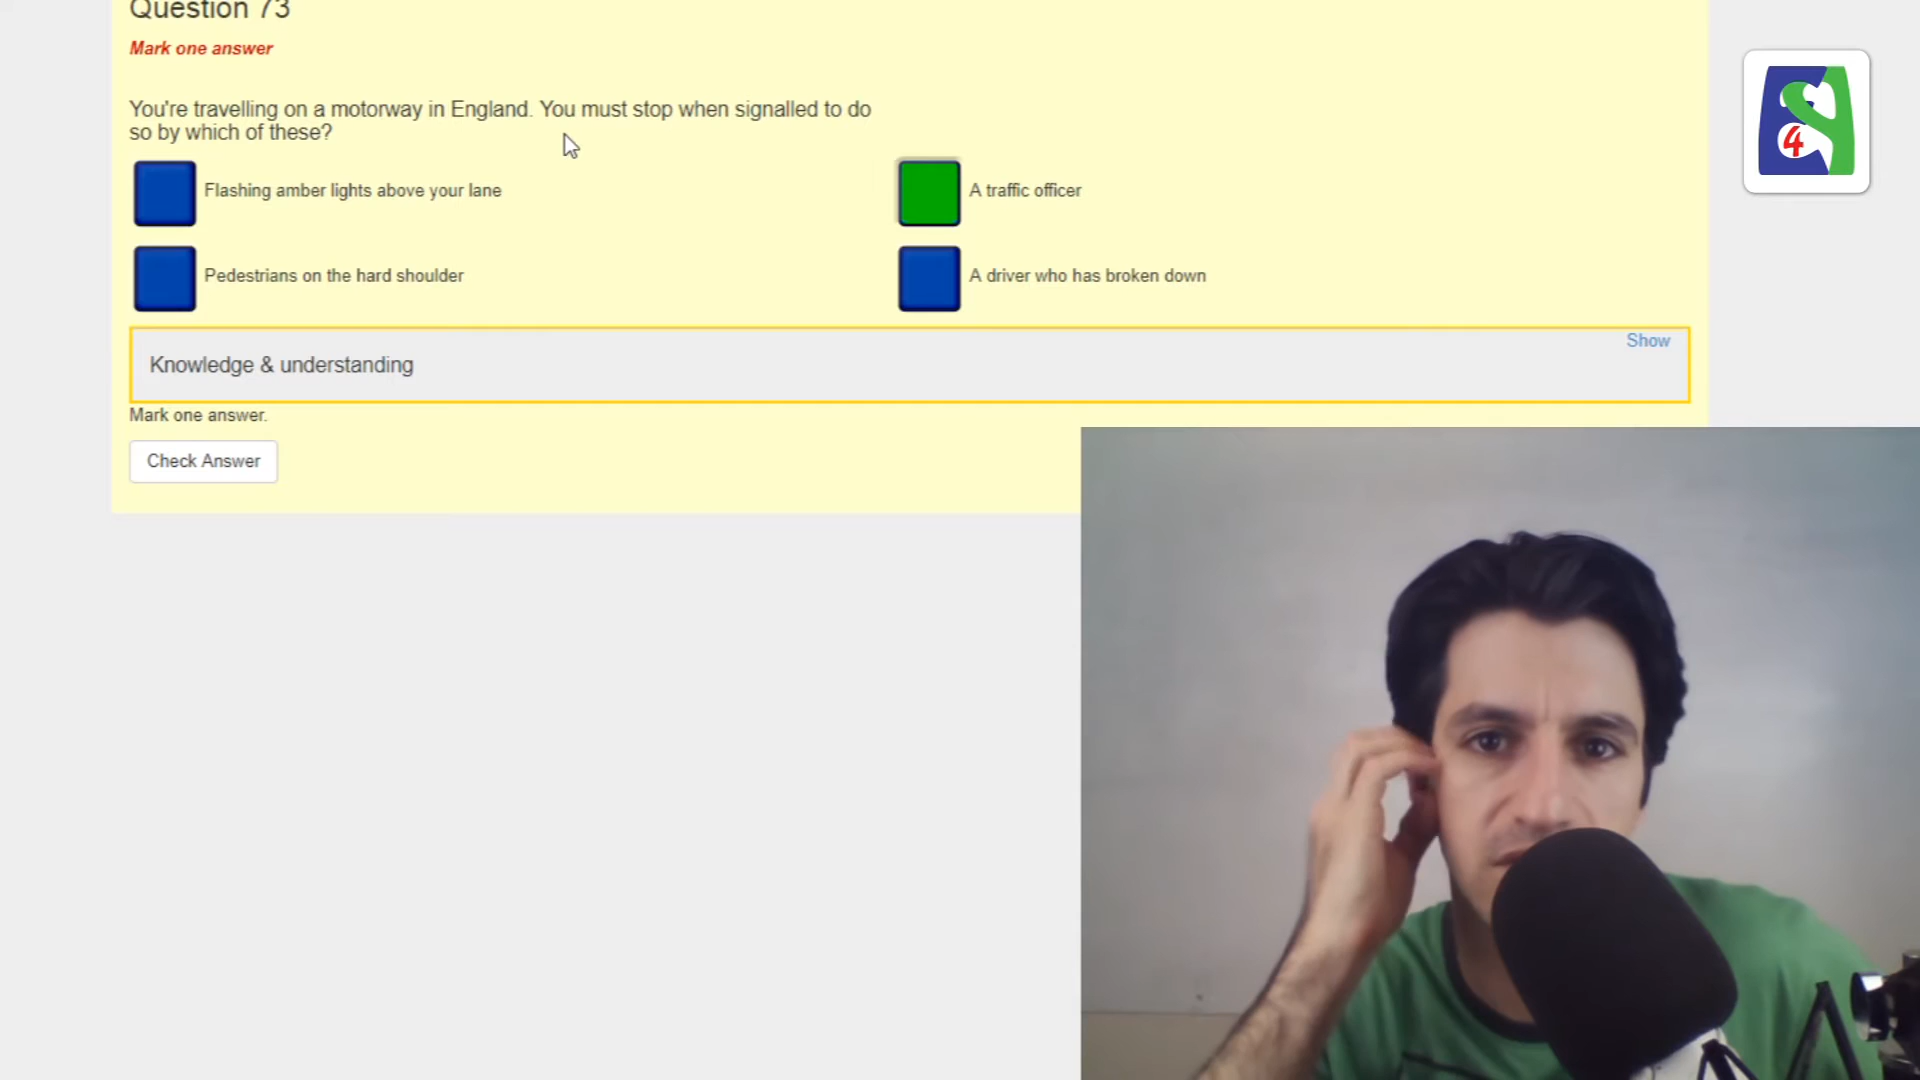 Question 73
Mark one answer
You're travelling on a motorway in England. You must stop when signalled to do
so by which of these?
Flashing amber lights above your lane
A traffic officer
Pedestrians on the hard shoulder
A driver who has broken down
Show
Knowledge & understanding
Mark one answer.
Check Answer
4